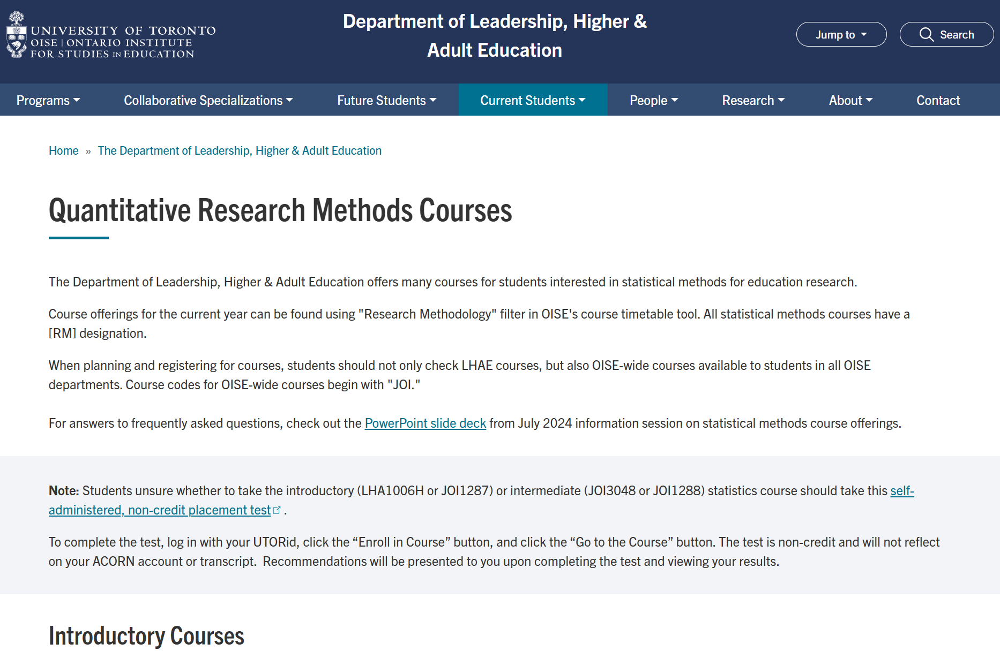 UNIVERSITY OF TORONTO
OISE | ONTARIO INSTITUTE
FOR STUDIES IN EDUCATION
Department of Leadership, Higher &
Adult Education
Jump to
Search
Programs
Collaborative Specializations
Future Students
Current Students
People
Research
About
Contact
Home » The Department of Leadership, Higher & Adult Education
Quantitative Research Methods Courses
The Department of Leadership, Higher & Adult Education offers many courses for students interested in statistical methods for education research.
Course offerings for the current year can be found using "Research Methodology" filter in OISE's course timetable tool. All statistical methods courses have a
[RM] designation.
When planning and registering for courses, students should not only check LHAE courses, but also OISE-wide courses available to students in all OISE
departments. Course codes for OISE-wide courses begin with "JOI."
For answers to frequently asked questions, check out the PowerPoint slide deck from July 2024 information session on statistical methods course offerings.
Note: Students unsure whether to take the introductory (LHA1006H or JOI1287) or intermediate (JOI3048 or JOI1288) statistics course should take this self-
administered, non-credit placement test .
To complete the test, log in with your UTORid, click the “Enroll in Course” button, and click the “Go to the Course” button. The test is non-credit and will not reflect
on your ACORN account or transcript.  Recommendations will be presented to you upon completing the test and viewing your results.
Introductory Courses